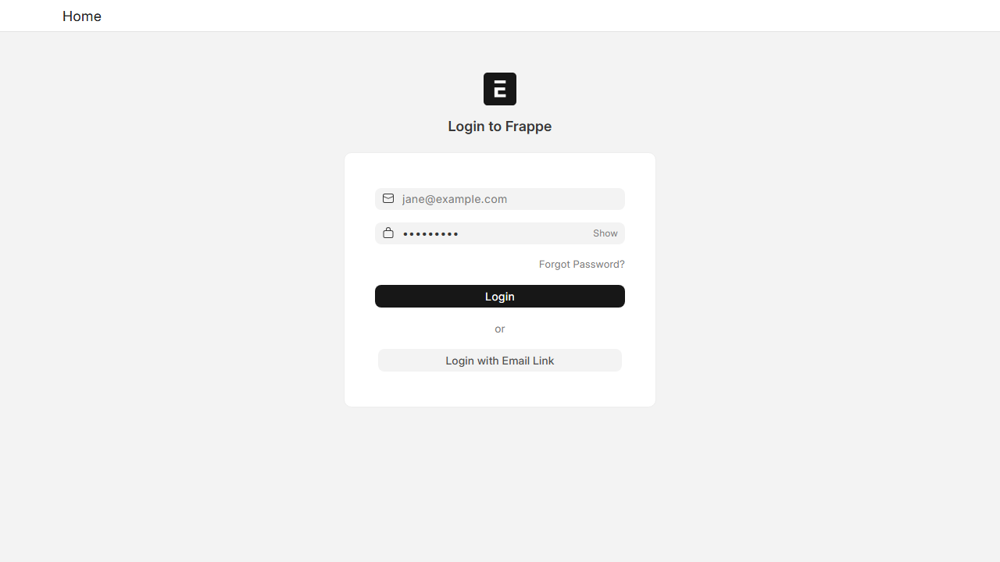 Home
E
Login to Frappe
jane@example.com
••••••••• Show
Forgot Password?
Login
or
Login with Email Link